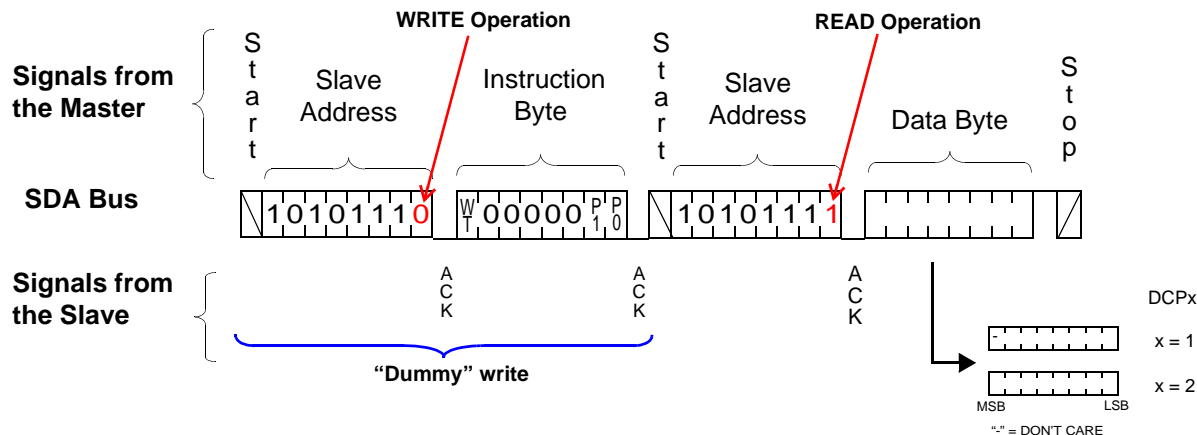 WRITE Operation
READ Operation
Signals from
the Master
Start
Slave
Address
Instruction
Byte
Start
Slave
Address
Data Byte
Stop
SDA Bus
1 0 1 0 1 1 1 0
WT 0 0 0 0 0 P1 P0
1 0 1 0 1 1 1 1
Signals from
the Slave
ACK
ACK
ACK
“Dummy” write
DCPx
-
x = 1
x = 2
MSB
LSB
“-” = DON'T CARE